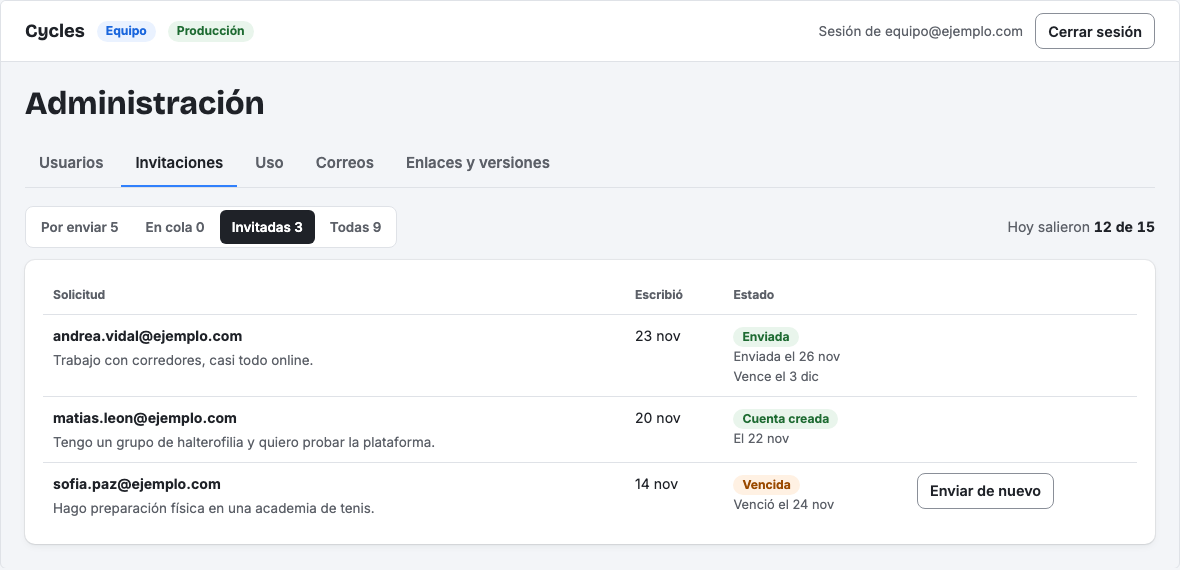 Cycles Equipo Producción Sesión de equipo@ejemplo.com Cerrar sesión
Administración
Usuarios Invitaciones Uso Correos Enlaces y versiones
Por enviar 5 En cola 0 Invitadas 3 Todas 9 Hoy salieron 12 de 15
Solicitud Escribió Estado
andrea.vidal@ejemplo.com 23 nov Enviada
Trabajo con corredores, casi todo online. Enviada el 26 nov
Vence el 3 dic
matias.leon@ejemplo.com 20 nov Cuenta creada
Tengo un grupo de halterofilia y quiero probar la plataforma. El 22 nov
sofia.paz@ejemplo.com 14 nov Vencida Enviar de nuevo
Hago preparación física en una academia de tenis. Venció el 24 nov